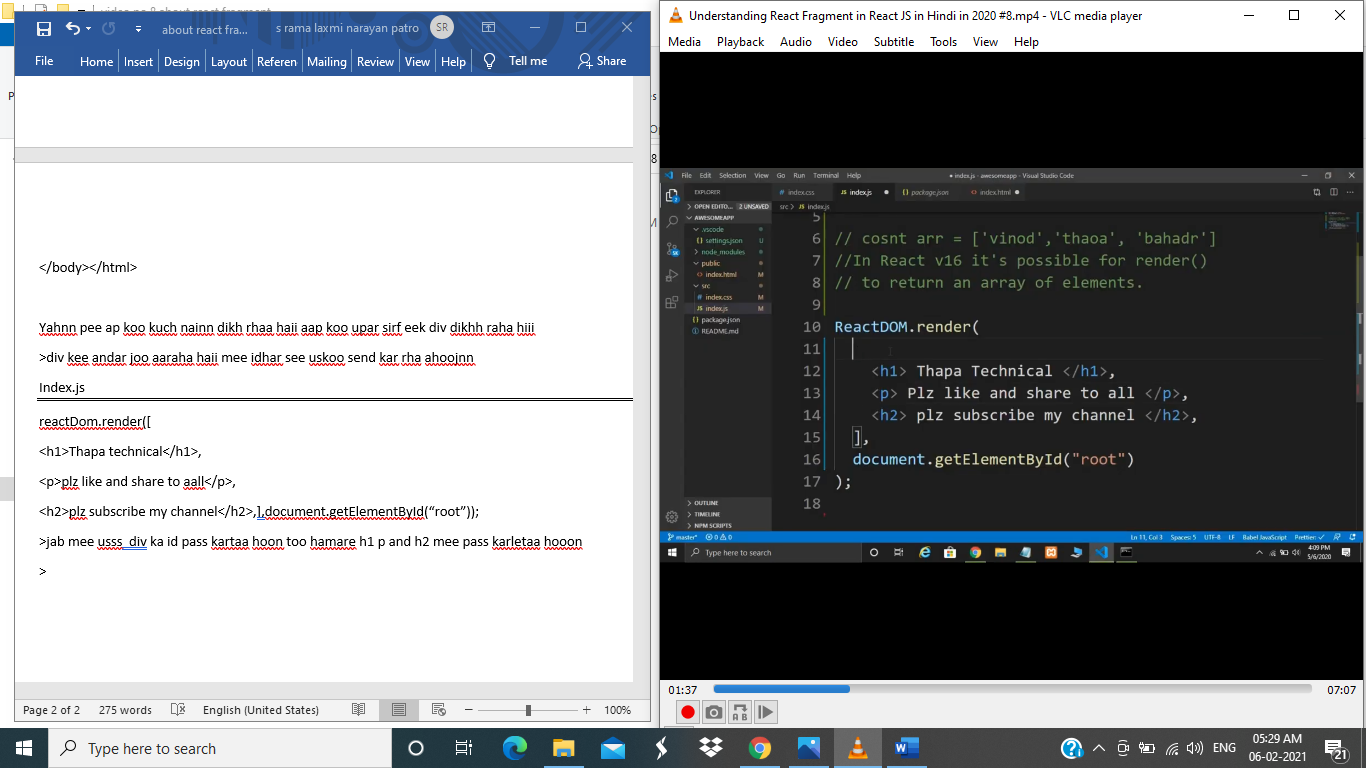 video no 8 about react fragment
about react fra... s rama laxmi narayan patro SR
File Home Insert Design Layout Referen Mailing Review View Help Tell me Share
</body></html>
Yahnn pee ap koo kuch nainn dikh rhaa haii aap koo upar sirf eek div dikhh raha hiii
>div kee andar joo aaraha haii mee idhar see uskoo send kar rha ahoojnn
Index.js
reactDom.render([
<h1>Thapa technical</h1>,
<p>plz like and share to aall</p>,
<h2>plz subscribe my channel</h2>,],document.getElementById(“root”));
>jab mee usss div ka id pass kartaa hoon too hamare h1 p and h2 mee pass karletaa hooon
>
Page 2 of 2 275 words English (United States) 100%
Understanding React Fragment in React JS in Hindi in 2020 #8.mp4 - VLC media player
Media Playback Audio Video Subtitle Tools View Help
File Edit Selection View Go Run Terminal Help • index.js - awesomeapp - Visual Studio Code
EXPLORER
OPEN EDITO... 2 UNSAVED
AWESOMEAPP
.vscode
settings.json U
node_modules
public
index.html M
src
index.css M
index.js M
package.json
README.md
OUTLINE
TIMELINE
NPM SCRIPTS
index.css index.js package.json index.html
src > JS index.js
5
6 // cosnt arr = ['vinod','thaoa', 'bahadr']
7 //In React v16 it's possible for render()
8 // to return an array of elements.
9
10 ReactDOM.render(
11
12 <h1> Thapa Technical </h1>,
13 <p> Plz like and share to all </p>,
14 <h2> plz subscribe my channel </h2>,
15 ],
16 document.getElementById("root")
17 );
18
master* 0 0 Ln 11, Col 3 Spaces: 5 UTF-8 LF Babel JavaScript Prettier: ✓
Type here to search 4:09 PM
5/6/2020
01:37 07:07
Type here to search ENG 05:29 AM
06-02-2021 21